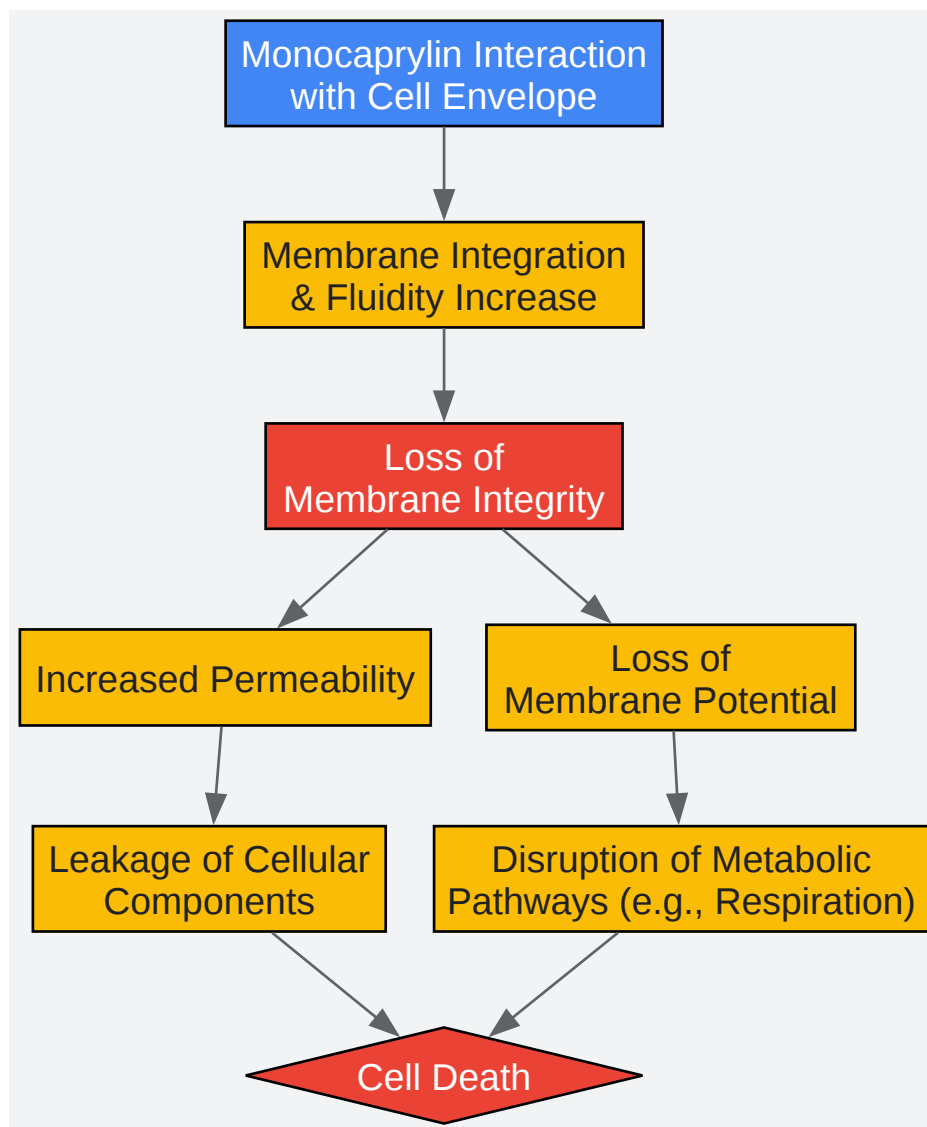 Monocaprylin Interaction
with Cell Envelope
Membrane Integration
& Fluidity Increase
Loss of
Membrane Integrity
Increased Permeability
Loss of
Membrane Potential
Leakage of Cellular
Components
Disruption of Metabolic
Pathways (e.g., Respiration)
Cell Death